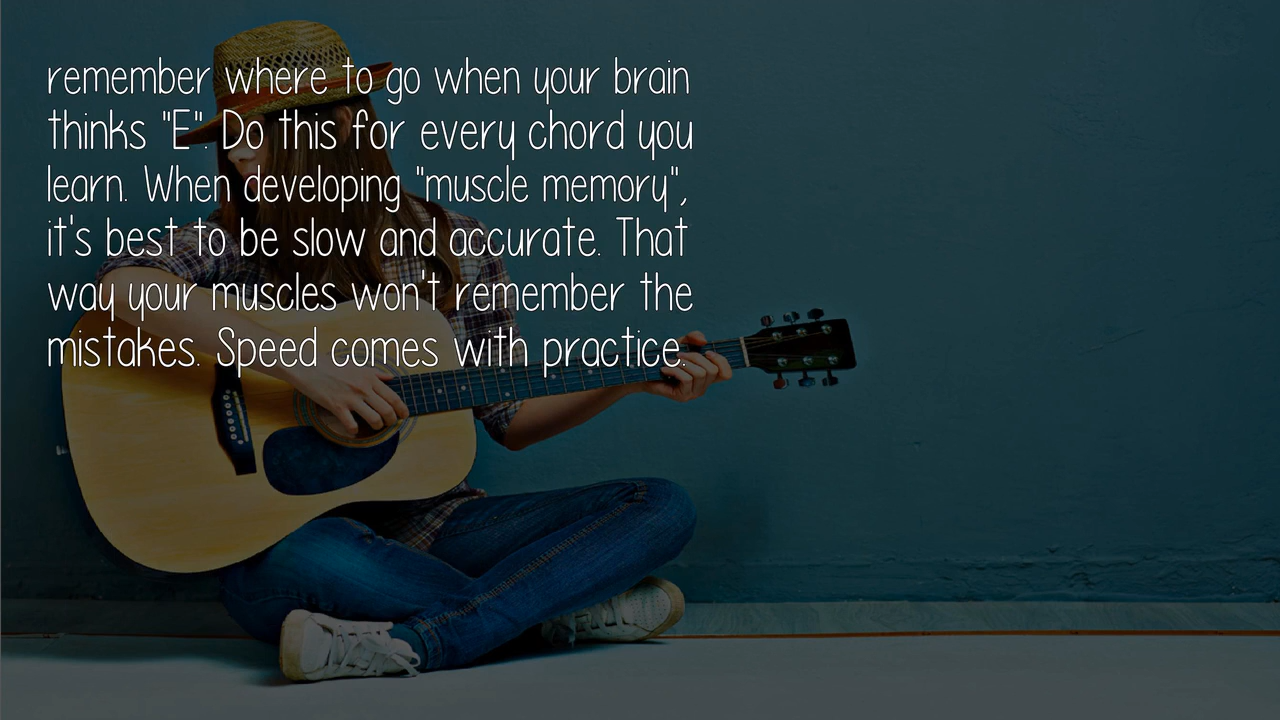 remember where to go when your brain
thinks "E". Do this for every chord you
learn. When developing "muscle memory",
it's best to be slow and accurate. That
way your muscles won't remember the
mistakes. Speed comes with practice.